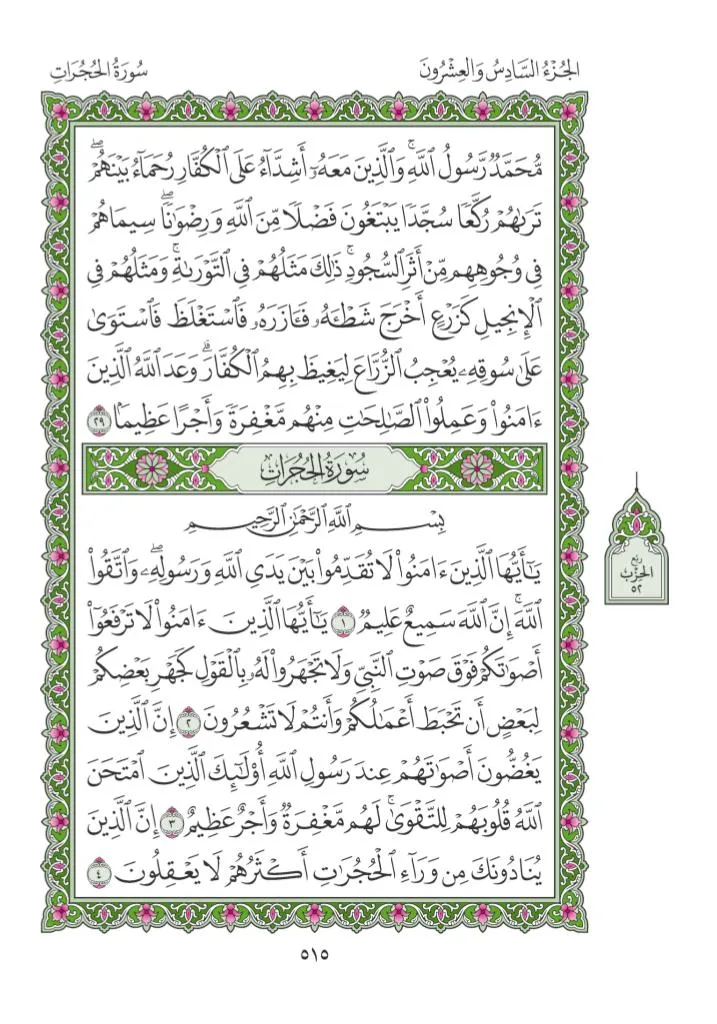 الجُزْءُ السَّادِسُ وَالعِشْرُونَ
سُورَةُ الحُجُرَاتِ
مُّحَمَّدٌ رَّسُولُ ٱللَّهِۚ وَٱلَّذِينَ مَعَهُۥٓ أَشِدَّآءُ عَلَى ٱلْكُفَّارِ رُحَمَآءُ بَيْنَهُمْۖ
تَرَىٰهُمْ رُكَّعًا سُجَّدًا يَبْتَغُونَ فَضْلًا مِّنَ ٱللَّهِ وَرِضْوَٰنًاۖ سِيمَاهُمْ
فِى وُجُوهِهِم مِّنْ أَثَرِ ٱلسُّجُودِۚ ذَٰلِكَ مَثَلُهُمْ فِى ٱلتَّوْرَىٰةِۚ وَمَثَلُهُمْ فِى
ٱلْإِنجِيلِ كَزَرْعٍ أَخْرَجَ شَطْـَٔهُۥ فَـَٔازَرَهُۥ فَٱسْتَغْلَظَ فَٱسْتَوَىٰ
عَلَىٰ سُوقِهِۦ يُعْجِبُ ٱلزُّرَّاعَ لِيَغِيظَ بِهِمُ ٱلْكُفَّارَۗ وَعَدَ ٱللَّهُ ٱلَّذِينَ
ءَامَنُوا۟ وَعَمِلُوا۟ ٱلصَّـٰلِحَـٰتِ مِنْهُم مَّغْفِرَةً وَأَجْرًا عَظِيمًۢا ٢٩
سُورَةُ الحُجُرَاتِ
بِسْمِ ٱللَّهِ ٱلرَّحْمَـٰنِ ٱلرَّحِيمِ
يَـٰٓأَيُّهَا ٱلَّذِينَ ءَامَنُوا۟ لَا تُقَدِّمُوا۟ بَيْنَ يَدَىِ ٱللَّهِ وَرَسُولِهِۦۖ وَٱتَّقُوا۟
ٱللَّهَۚ إِنَّ ٱللَّهَ سَمِيعٌ عَلِيمٌ ١ يَـٰٓأَيُّهَا ٱلَّذِينَ ءَامَنُوا۟ لَا تَرْفَعُوٓا۟
أَصْوَٰتَكُمْ فَوْقَ صَوْتِ ٱلنَّبِىِّ وَلَا تَجْهَرُوا۟ لَهُۥ بِٱلْقَوْلِ كَجَهْرِ بَعْضِكُمْ
لِبَعْضٍ أَن تَحْبَطَ أَعْمَـٰلُكُمْ وَأَنتُمْ لَا تَشْعُرُونَ ٢ إِنَّ ٱلَّذِينَ
يَغُضُّونَ أَصْوَٰتَهُمْ عِندَ رَسُولِ ٱللَّهِ أُو۟لَـٰٓئِكَ ٱلَّذِينَ ٱمْتَحَنَ
ٱللَّهُ قُلُوبَهُمْ لِلتَّقْوَىٰۚ لَهُم مَّغْفِرَةٌ وَأَجْرٌ عَظِيمٌ ٣ إِنَّ ٱلَّذِينَ
يُنَادُونَكَ مِن وَرَآءِ ٱلْحُجُرَٰتِ أَكْثَرُهُمْ لَا يَعْقِلُونَ ٤
ربع
الحزب
٥٢
٥١٥